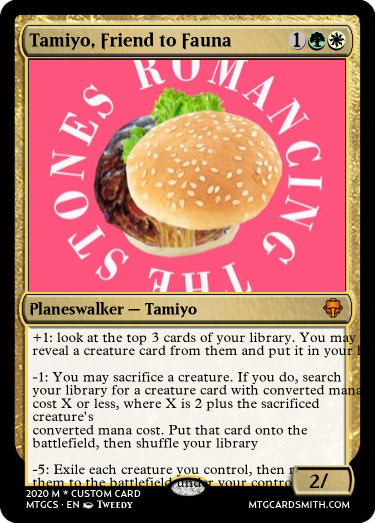 Tamiyo, Friend to Fauna 1
THE STONES ROMANCING
Planeswalker — Tamiyo
+1: look at the top 3 cards of your library. You may
reveal a creature card from them and put it in your
-1: You may sacrifice a creature. If you do, search
your library for a creature card with converted mana
cost X or less, where X is 2 plus the sacrificed
creature's
converted mana cost. Put that card onto the
battlefield, then shuffle your library
-5: Exile each creature you control, then
them to the battlefield under your
2/
2020 M * CUSTOM CARD
MTGCS • EN Tweedy
MTGCARDSMITH.COM